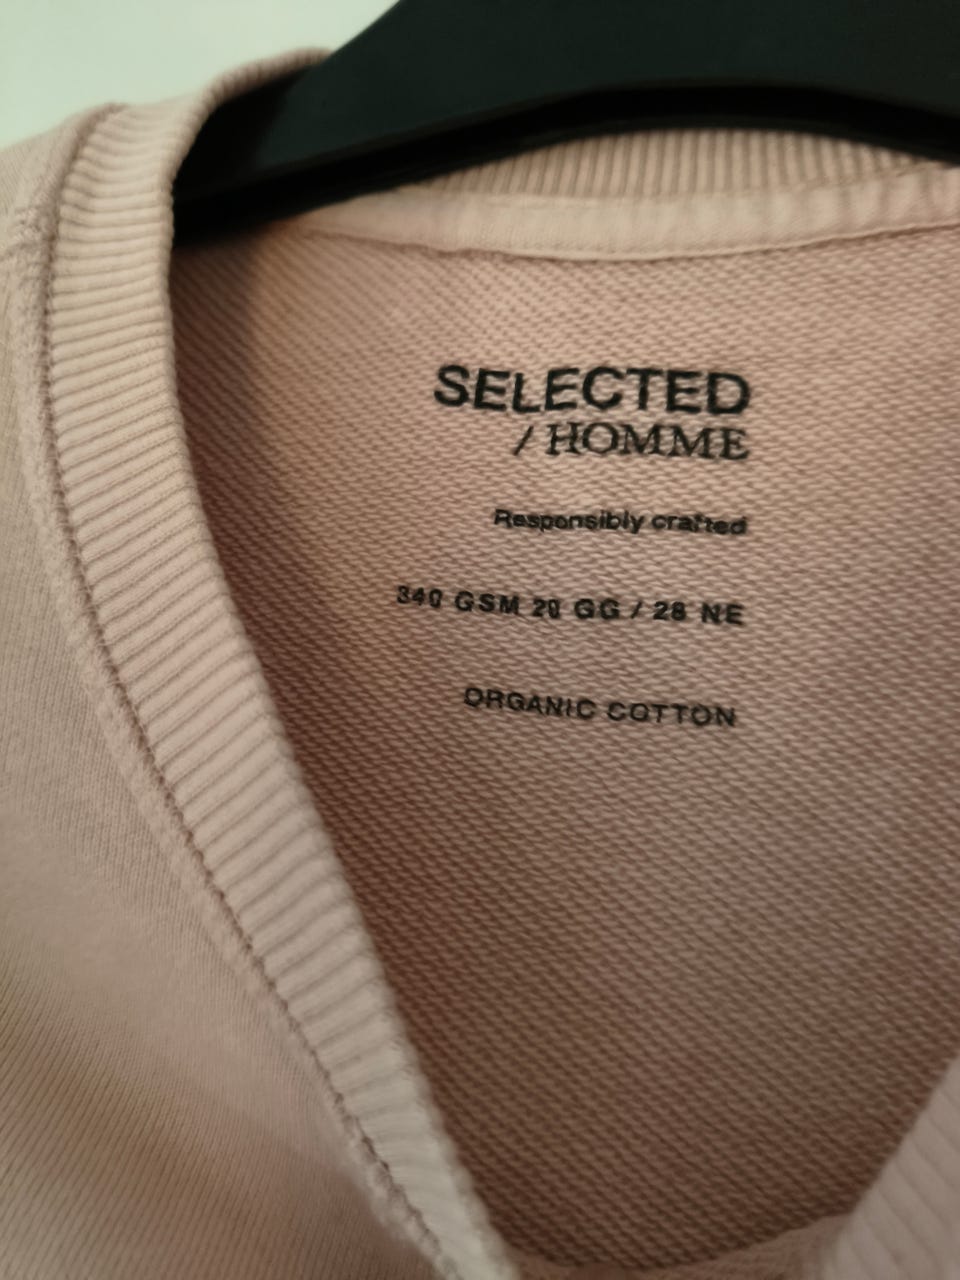 SELECTED
/ HOMME
Responsibly crafted
340 GSM 20 GG / 28 NE
ORGANIC COTTON